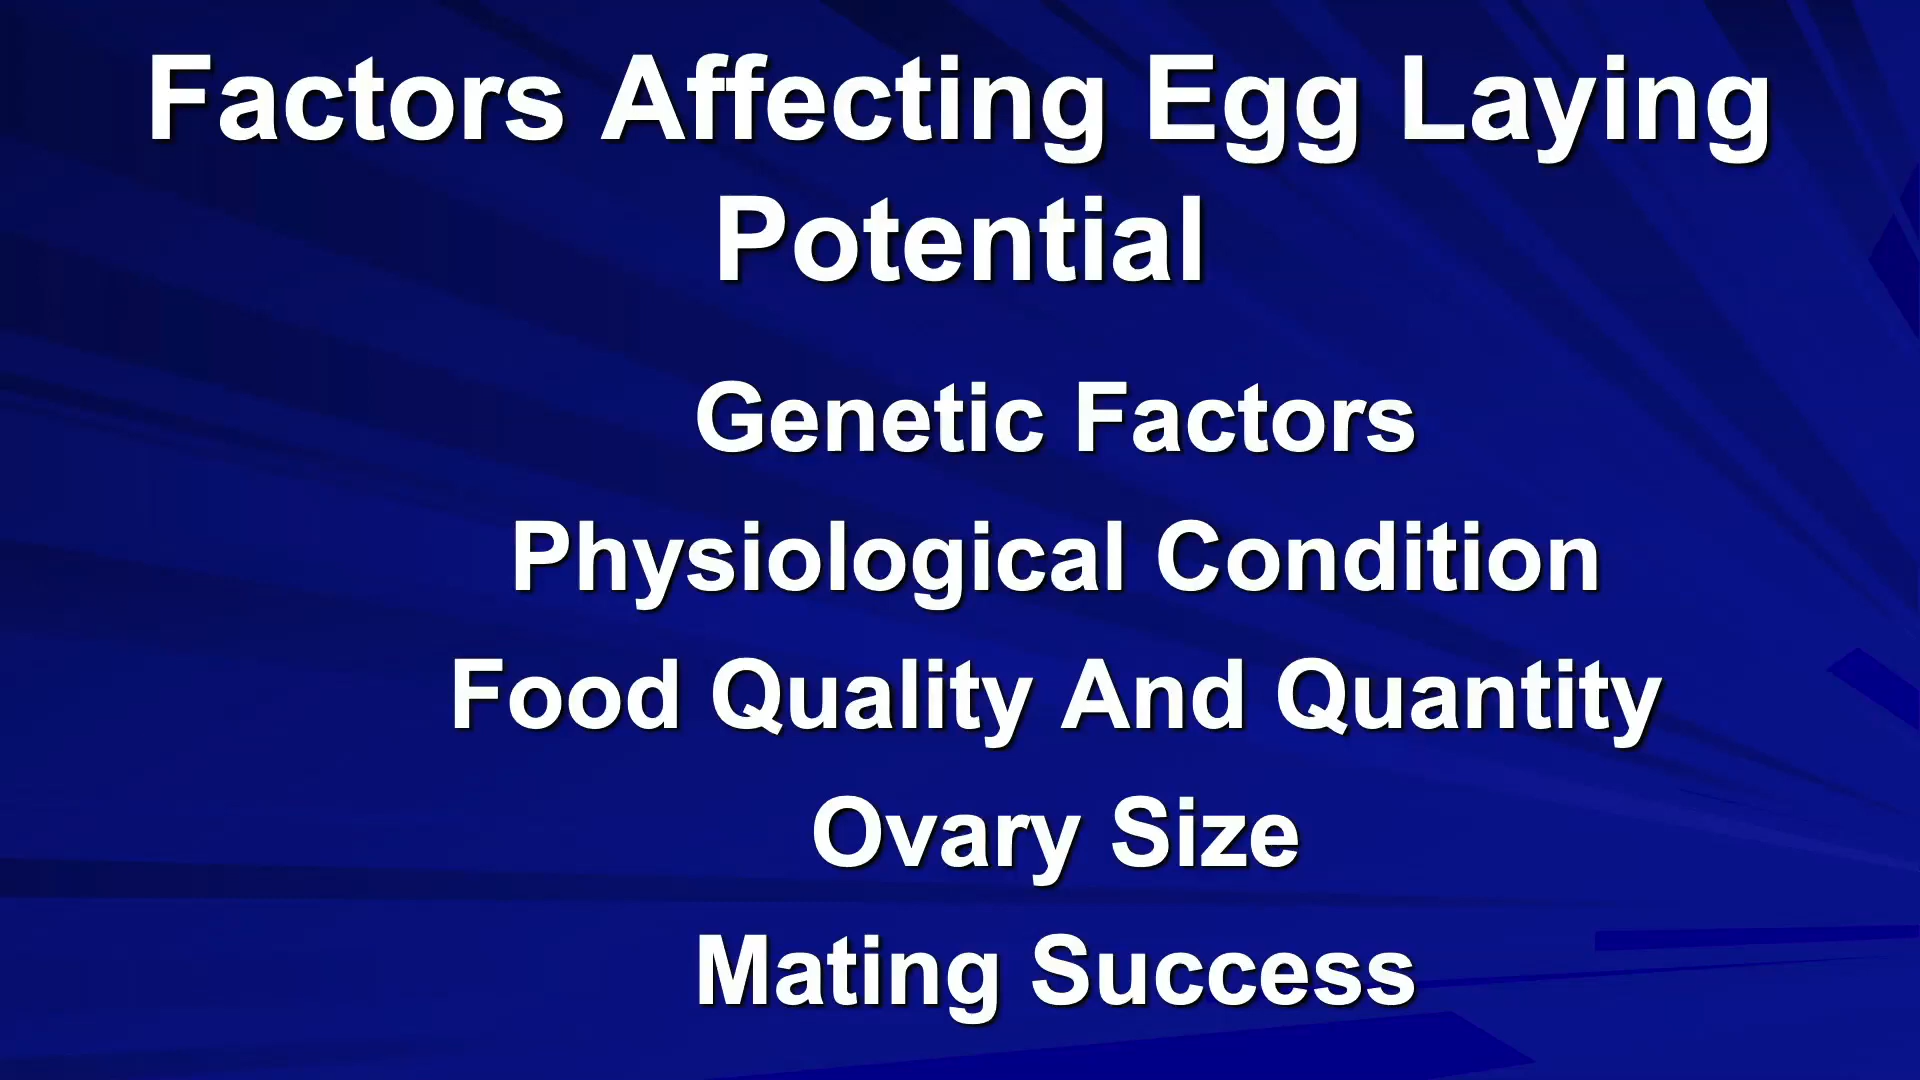 Factors Affecting Egg Laying
Potential
Genetic Factors
Physiological Condition
Food Quality And Quantity
Ovary Size
Mating Success